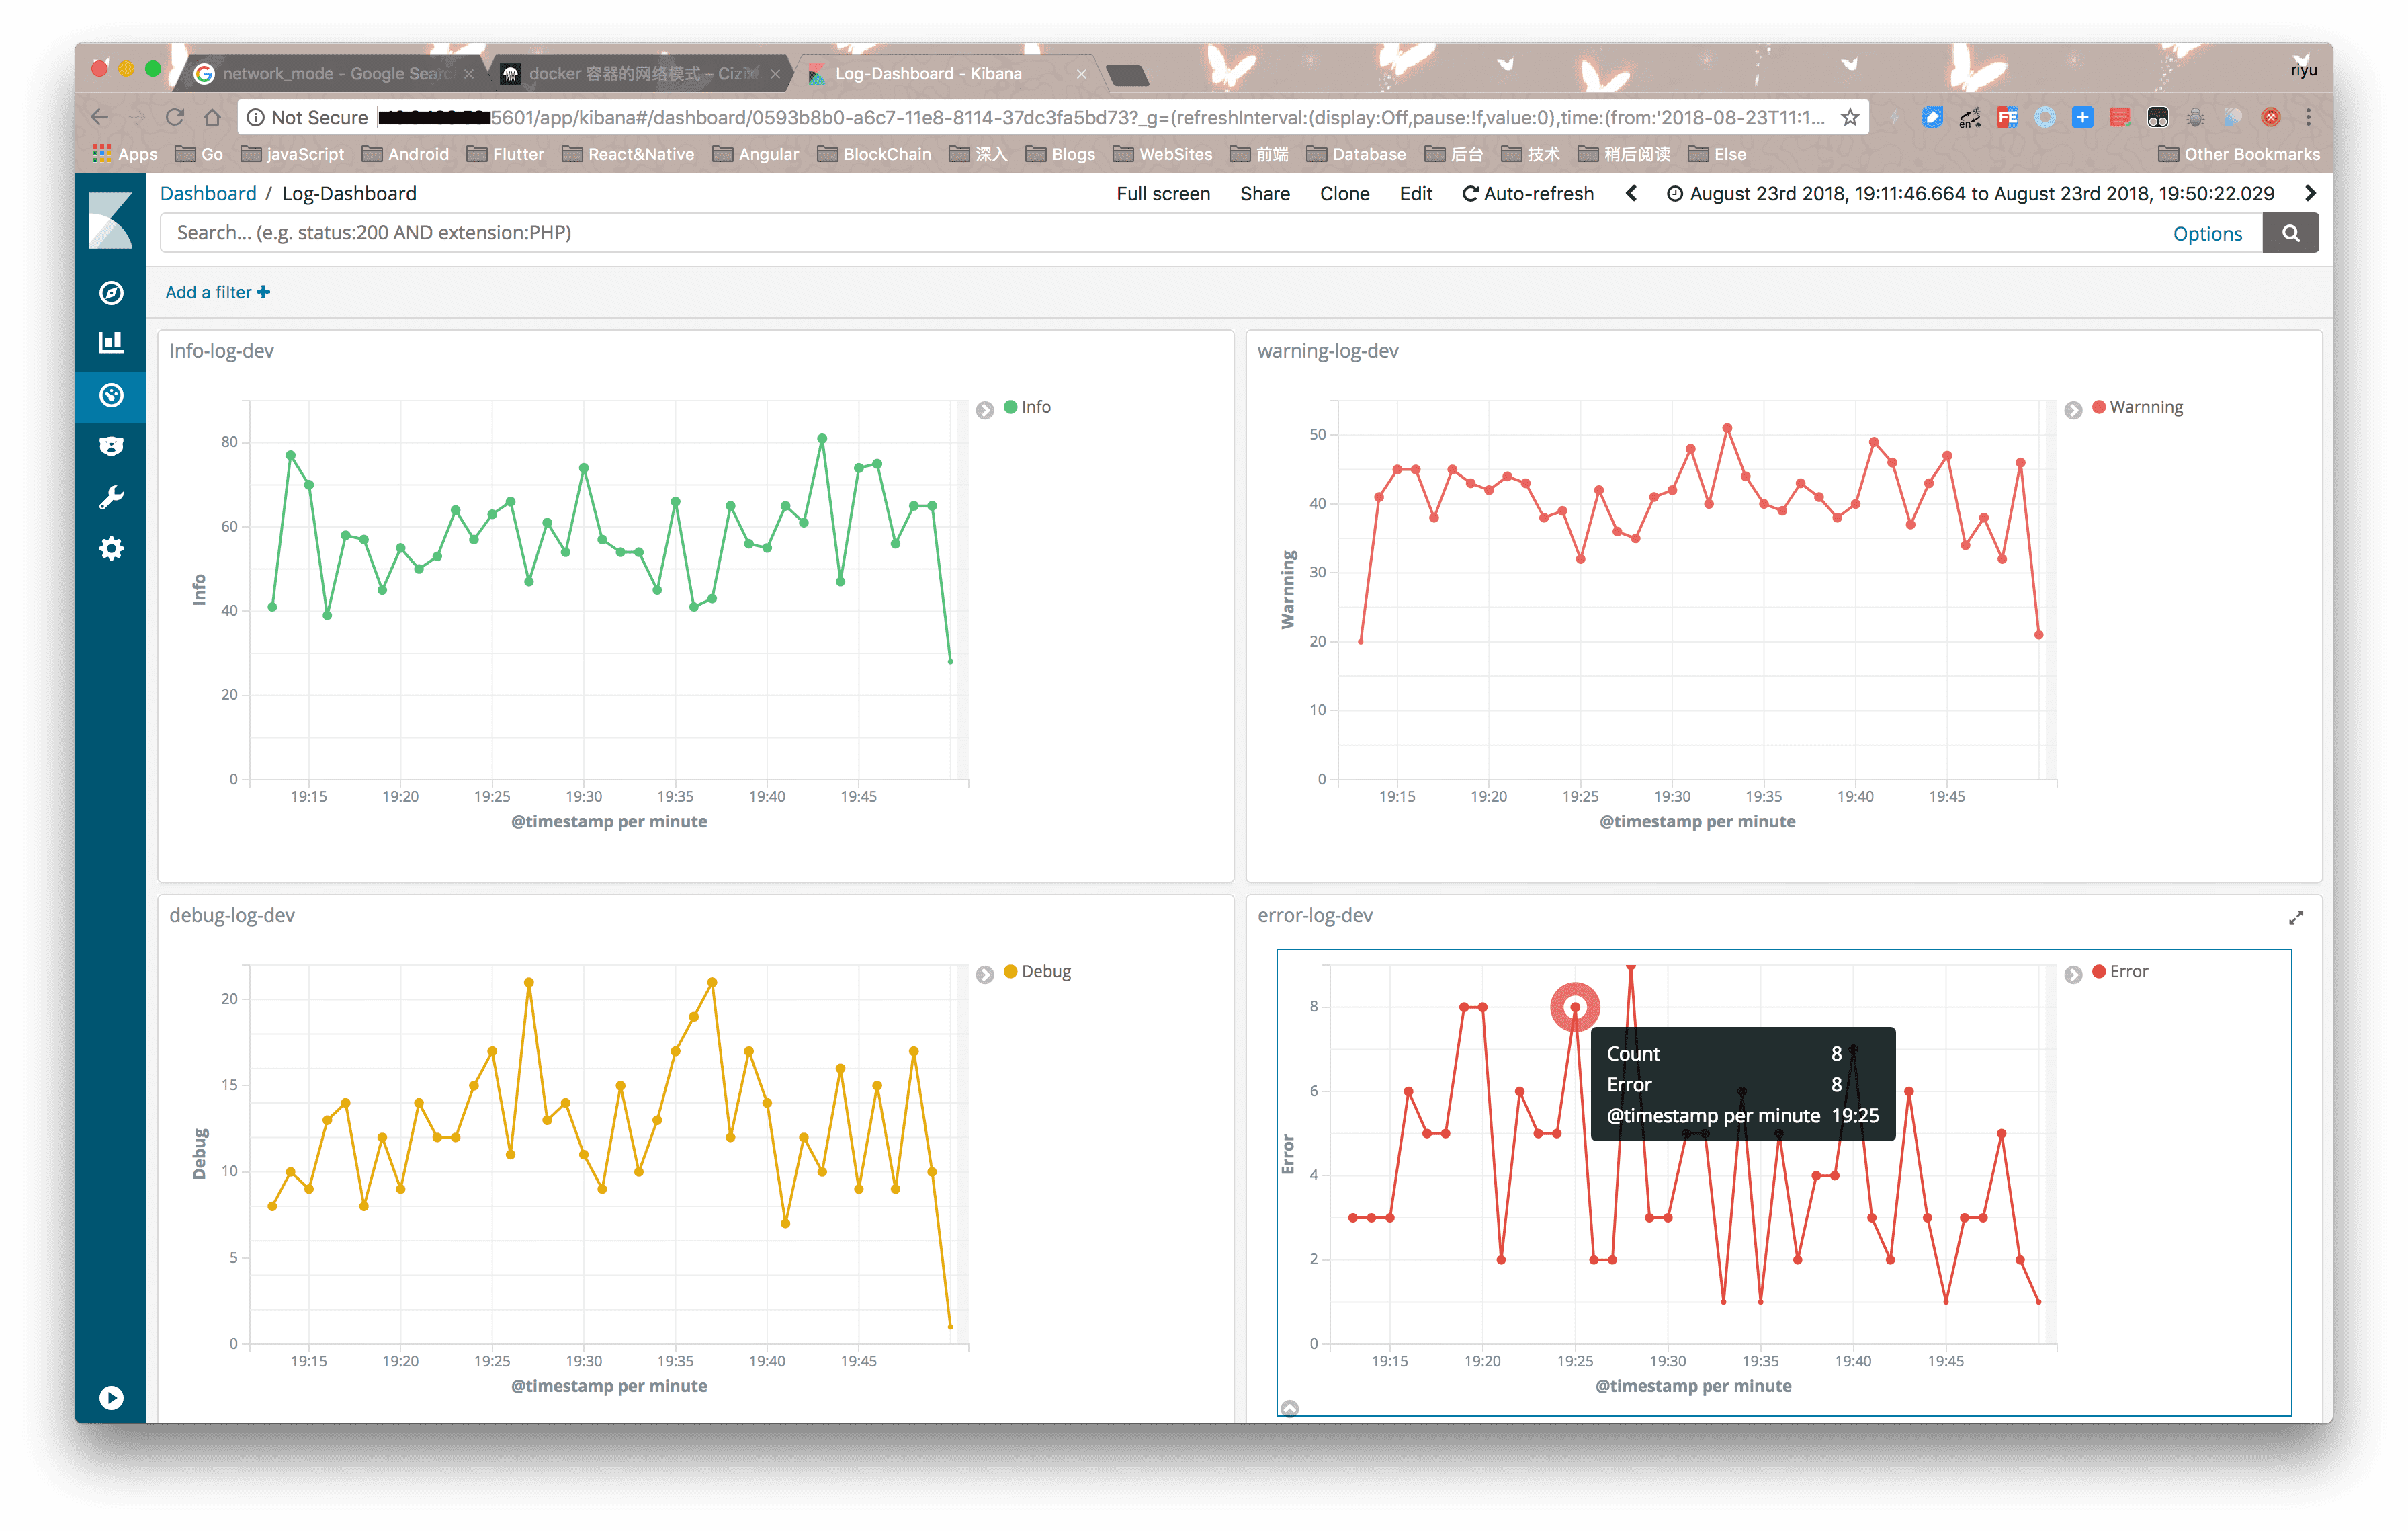 network_mode - Google Searc
docker 容器的网络模式 – Cizix
Log-Dashboard - Kibana
riyu
Not Secure
5601/app/kibana#/dashboard/0593b8b0-a6c7-11e8-8114-37dc3fa5bd73?_g=(refreshInterval:(display:Off,pause:!f,value:0),time:(from:'2018-08-23T11:1...
英
en
FE
Apps Go javaScript Android Flutter React&Native Angular BlockChain 深入 Blogs WebSites 前端 Database 后台 技术 稍后阅读 Else Other Bookmarks
Dashboard / Log-Dashboard
Full screen Share Clone Edit Auto-refresh August 23rd 2018, 19:11:46.664 to August 23rd 2018, 19:50:22.029
Search... (e.g. status:200 AND extension:PHP)
Options
Add a filter +
Info-log-dev
Info
80
60
40
20
0
Info
19:15 19:20 19:25 19:30 19:35 19:40 19:45
@timestamp per minute
warning-log-dev
Warnning
50
40
30
20
10
0
Warnning
19:15 19:20 19:25 19:30 19:35 19:40 19:45
@timestamp per minute
debug-log-dev
Debug
20
15
10
5
0
Debug
19:15 19:20 19:25 19:30 19:35 19:40 19:45
@timestamp per minute
error-log-dev
Error
8
6
4
2
0
Error
Count 8
Error 8
@timestamp per minute 19:25
19:15 19:20 19:25 19:30 19:35 19:40 19:45
@timestamp per minute